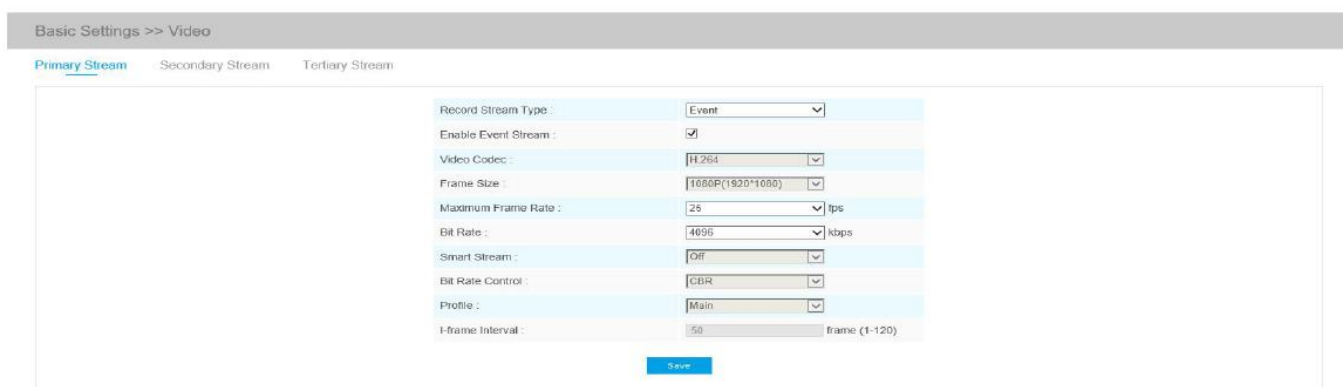 Basic Settings >> Video
Primary Stream Secondary Stream Tertiary Stream
Record Stream Type : Event
Enable Event Stream :
Video Codec : H.264
Frame Size : 1080P(1920*1080)
Maximum Frame Rate : 25 fps
Bit Rate : 4096 kbps
Smart Stream : Off
Bit Rate Control : CBR
Profile : Main
I-frame Interval : 50 frame (1-120)
Save